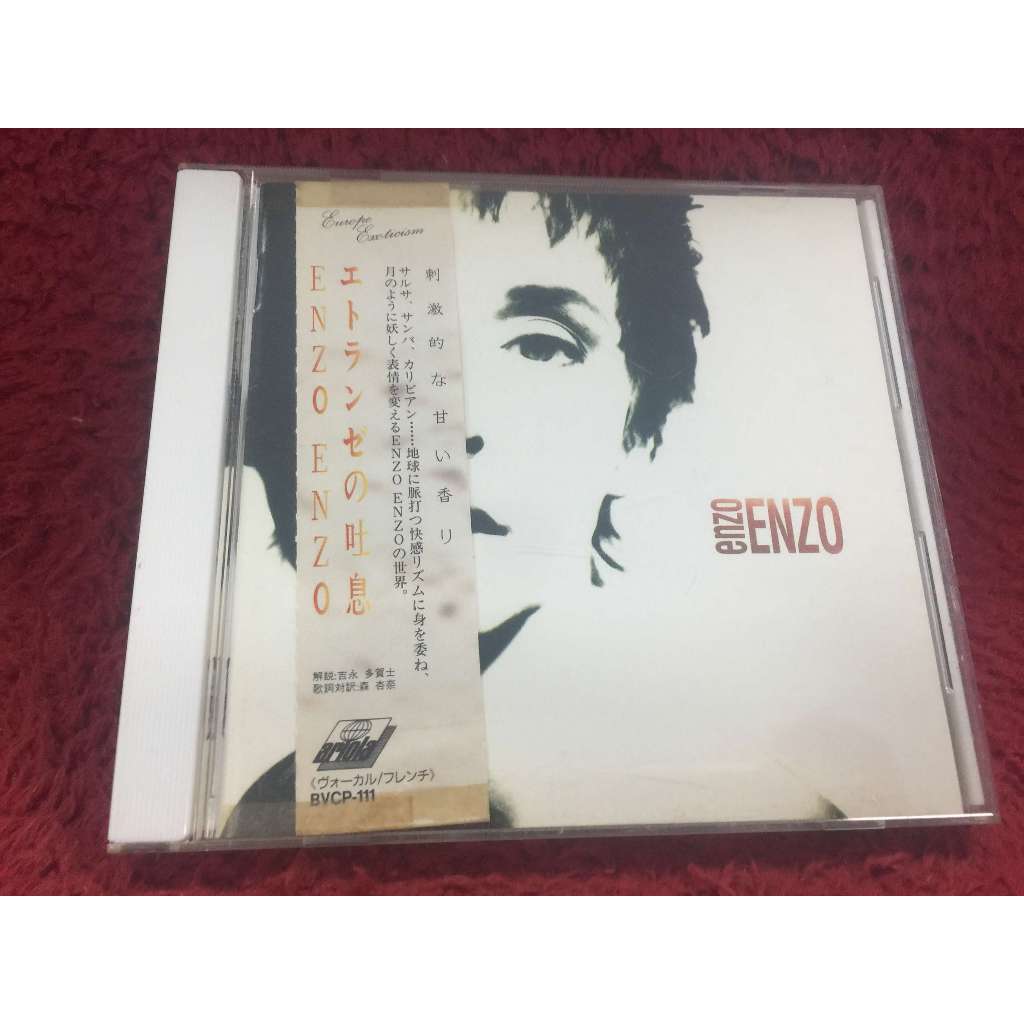 Europe
Exoticism
刺激的な甘い香り
サルサ、サンバ、カリビアン……地球に脈打つ快感リズムに身を委ね、
月のように妖しく表情を変えるENZO ENZOの世界。
エトランゼの吐息
ENZO ENZO
解説:吉永 多賀士
歌詞対訳:森 杏奈
ariola
《ヴォーカル/フレンチ》
BVCP-111
enzo
ENZO